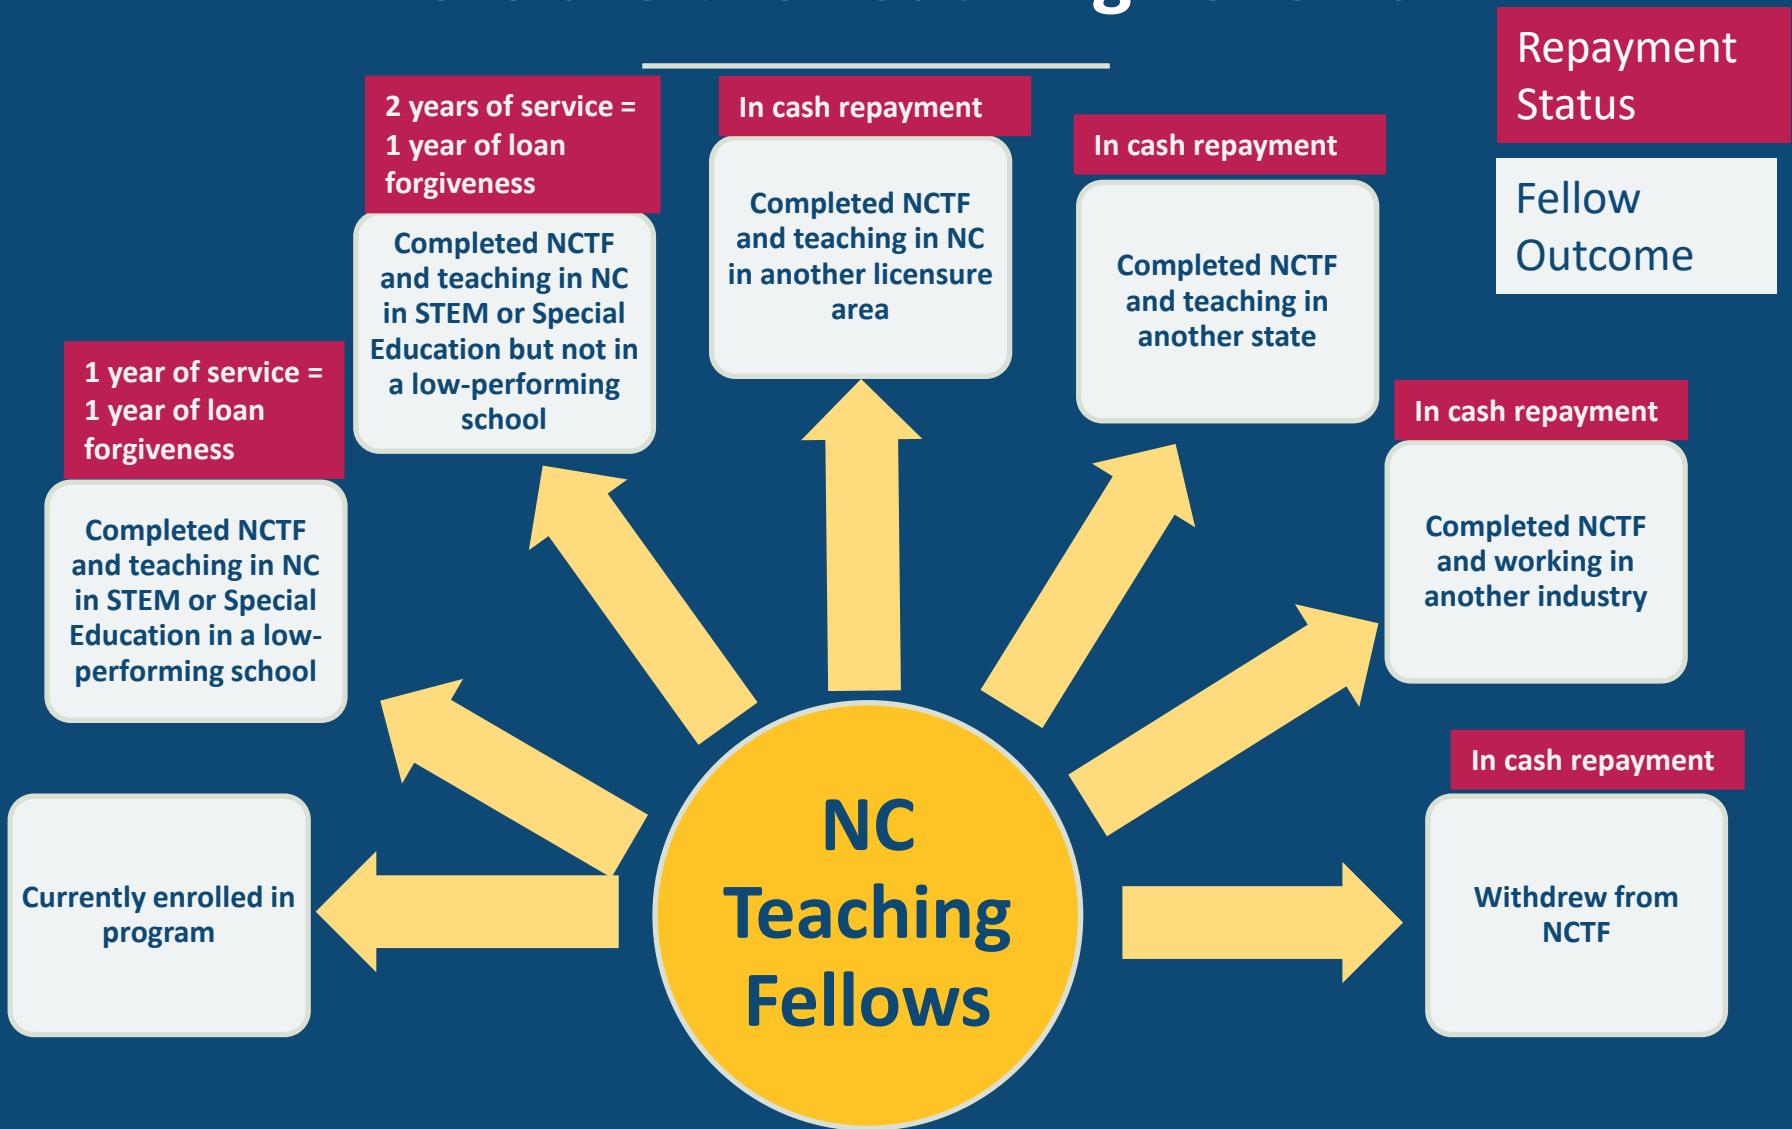 Repayment
Status
Fellow
Outcome
2 years of service =
1 year of loan
forgiveness
Completed NCTF
and teaching in NC
in STEM or Special
Education but not in
a low-performing
school
In cash repayment
Completed NCTF
and teaching in NC
in another licensure
area
In cash repayment
Completed NCTF
and teaching in
another state
1 year of service =
1 year of loan
forgiveness
Completed NCTF
and teaching in NC
in STEM or Special
Education in a low-
performing school
In cash repayment
Completed NCTF
and working in
another industry
Currently enrolled in
program
NC
Teaching
Fellows
In cash repayment
Withdrew from
NCTF